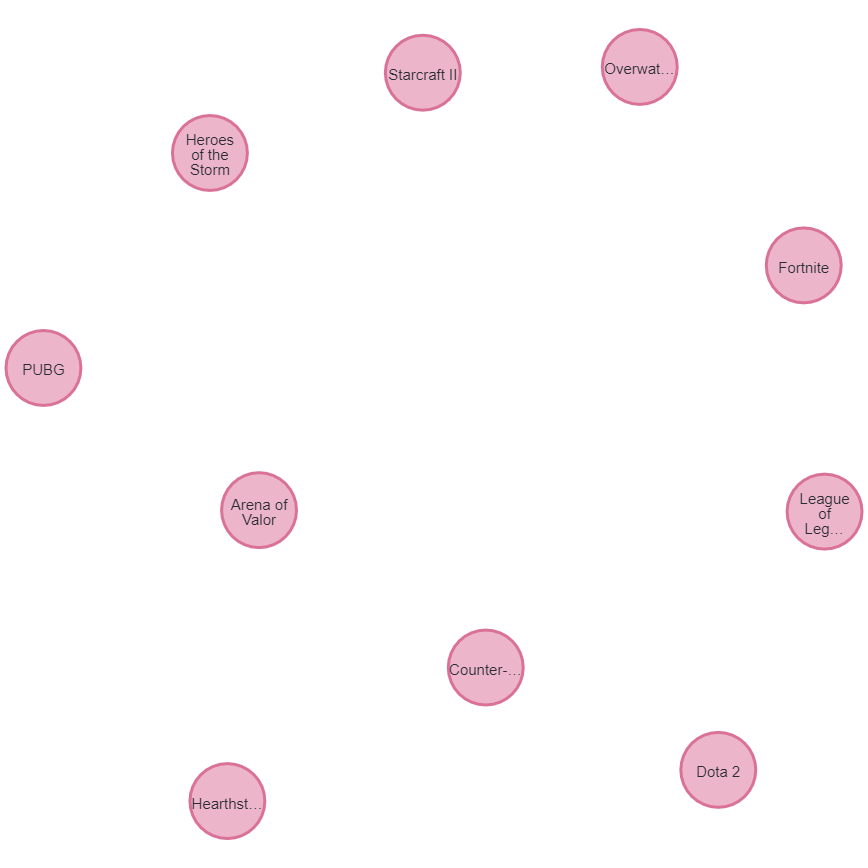 Starcraft II
Overwat...
Heroes
of the
Storm
Fortnite
PUBG
Arena of
Valor
League
of
Leg...
Counter-...
Dota 2
Hearthst...